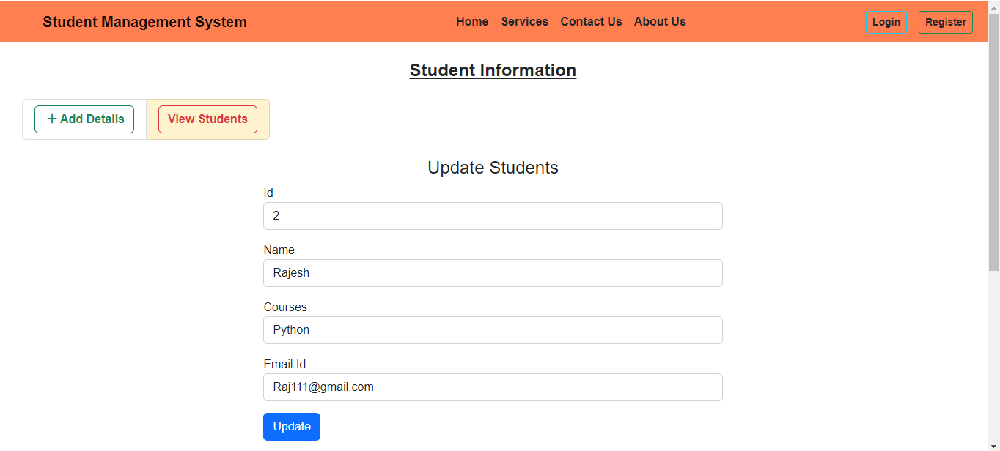 Student Management System Home Services Contact Us About Us Login Register
Student Information
+ Add Details View Students
Update Students
Id
2
Name
Rajesh
Courses
Python
Email Id
Raj111@gmail.com
Update